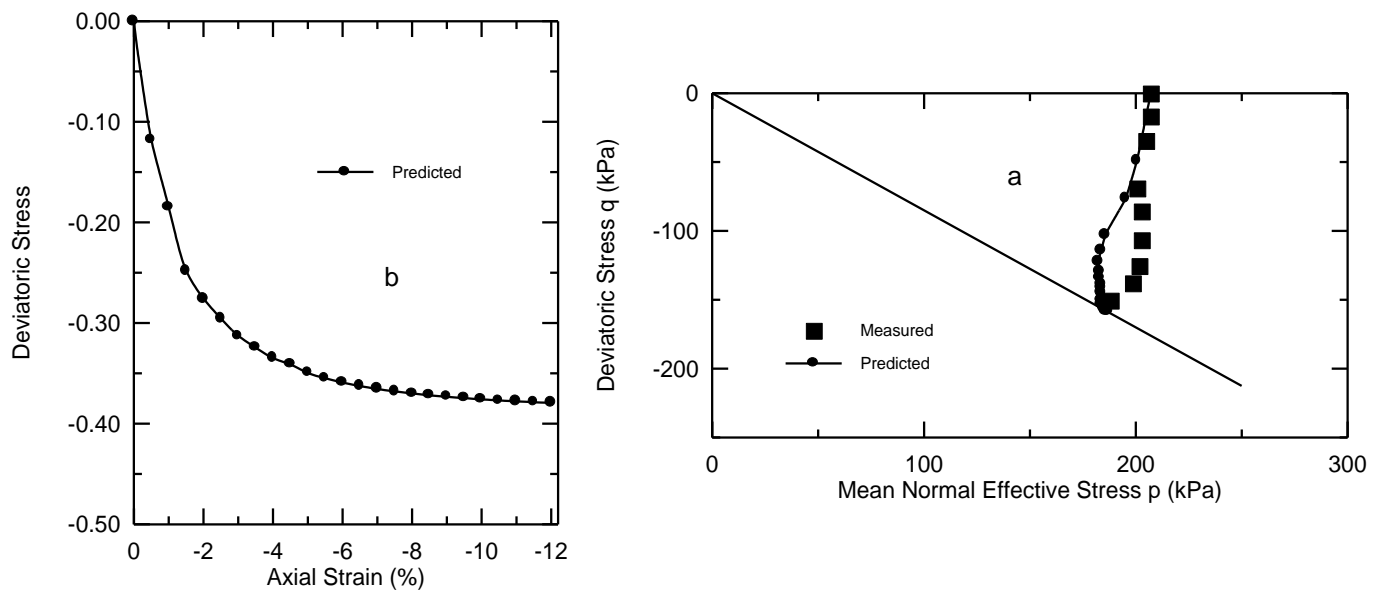 0.00
-0.10
-0.20
-0.30
-0.40
-0.50
Deviatoric Stress
Predicted
b
0 -2 -4 -6 -8 -10 -12
Axial Strain (%)
0
-100
-200
Deviatoric Stress q (kPa)
a
Measured
Predicted
0 100 200 300
Mean Normal Effective Stress p (kPa)